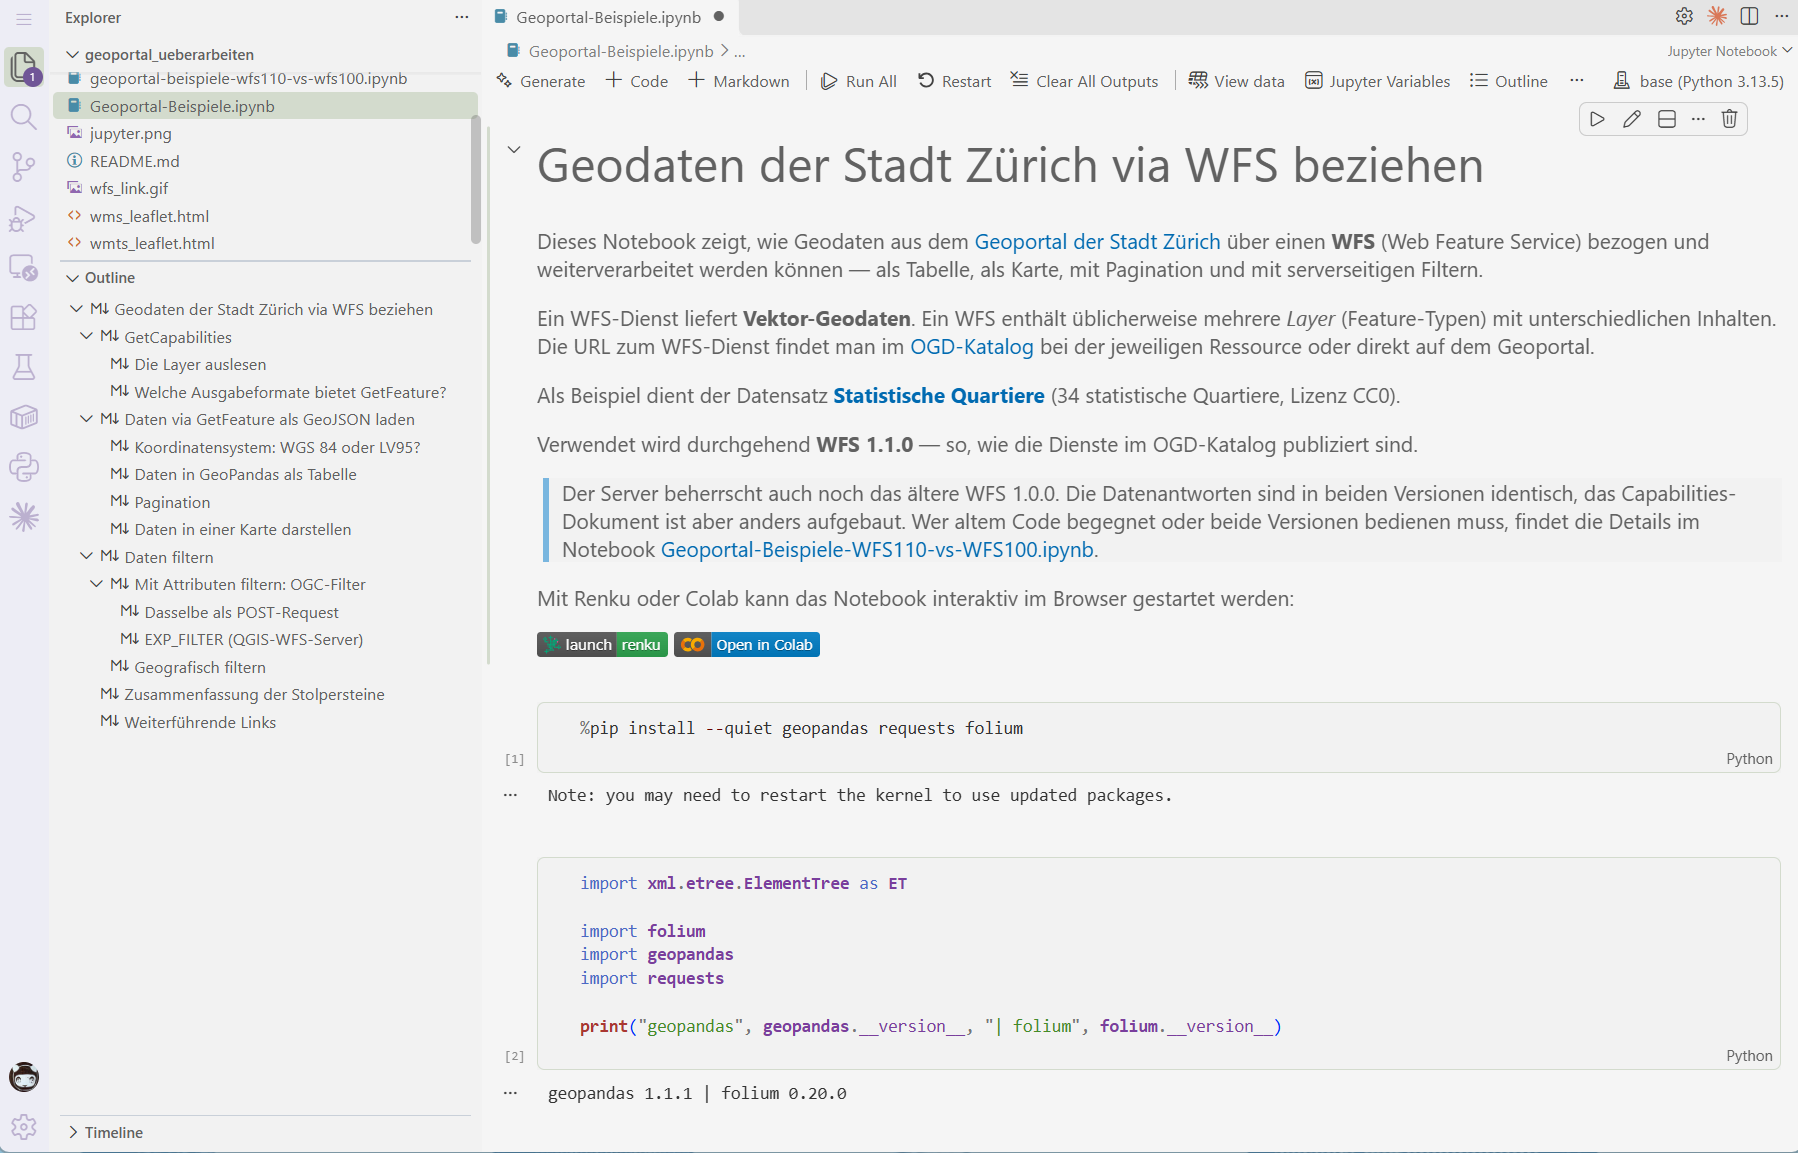 Explorer
geoportal_ueberarbeiten
geoportal-beispiele-wfs110-vs-wfs100.ipynb
Geoportal-Beispiele.ipynb
jupyter.png
README.md
wfs_link.gif
wms_leaflet.html
wmts_leaflet.html
1
Outline
M↓ Geodaten der Stadt Zürich via WFS beziehen
M↓ GetCapabilities
M↓ Die Layer auslesen
M↓ Welche Ausgabeformate bietet GetFeature?
M↓ Daten via GetFeature als GeoJSON laden
M↓ Koordinatensystem: WGS 84 oder LV95?
M↓ Daten in GeoPandas als Tabelle
M↓ Pagination
M↓ Daten in einer Karte darstellen
M↓ Daten filtern
M↓ Mit Attributen filtern: OGC-Filter
M↓ Dasselbe als POST-Request
M↓ EXP_FILTER (QGIS-WFS-Server)
M↓ Geografisch filtern
M↓ Zusammenfassung der Stolpersteine
M↓ Weiterführende Links
Timeline
Geoportal-Beispiele.ipynb
Geoportal-Beispiele.ipynb > ...
Jupyter Notebook
Generate + Code + Markdown Run All Restart Clear All Outputs View data Jupyter Variables Outline ... base (Python 3.13.5)
Geodaten der Stadt Zürich via WFS beziehen
Dieses Notebook zeigt, wie Geodaten aus dem Geoportal der Stadt Zürich über einen WFS (Web Feature Service) bezogen und
weiterverarbeitet werden können — als Tabelle, als Karte, mit Pagination und mit serverseitigen Filtern.
Ein WFS-Dienst liefert Vektor-Geodaten. Ein WFS enthält üblicherweise mehrere Layer (Feature-Typen) mit unterschiedlichen Inhalten.
Die URL zum WFS-Dienst findet man im OGD-Katalog bei der jeweiligen Ressource oder direkt auf dem Geoportal.
Als Beispiel dient der Datensatz Statistische Quartiere (34 statistische Quartiere, Lizenz CC0).
Verwendet wird durchgehend WFS 1.1.0 — so, wie die Dienste im OGD-Katalog publiziert sind.
Der Server beherrscht auch noch das ältere WFS 1.0.0. Die Datenantworten sind in beiden Versionen identisch, das Capabilities-
Dokument ist aber anders aufgebaut. Wer altem Code begegnet oder beide Versionen bedienen muss, findet die Details im
Notebook Geoportal-Beispiele-WFS110-vs-WFS100.ipynb.
Mit Renku oder Colab kann das Notebook interaktiv im Browser gestartet werden:
launch renku Open in Colab
%pip install --quiet geopandas requests folium
[1]
Python
Note: you may need to restart the kernel to use updated packages.
import xml.etree.ElementTree as ET
import folium
import geopandas
import requests
print("geopandas", geopandas.__version__, "| folium", folium.__version__)
[2]
Python
geopandas 1.1.1 | folium 0.20.0